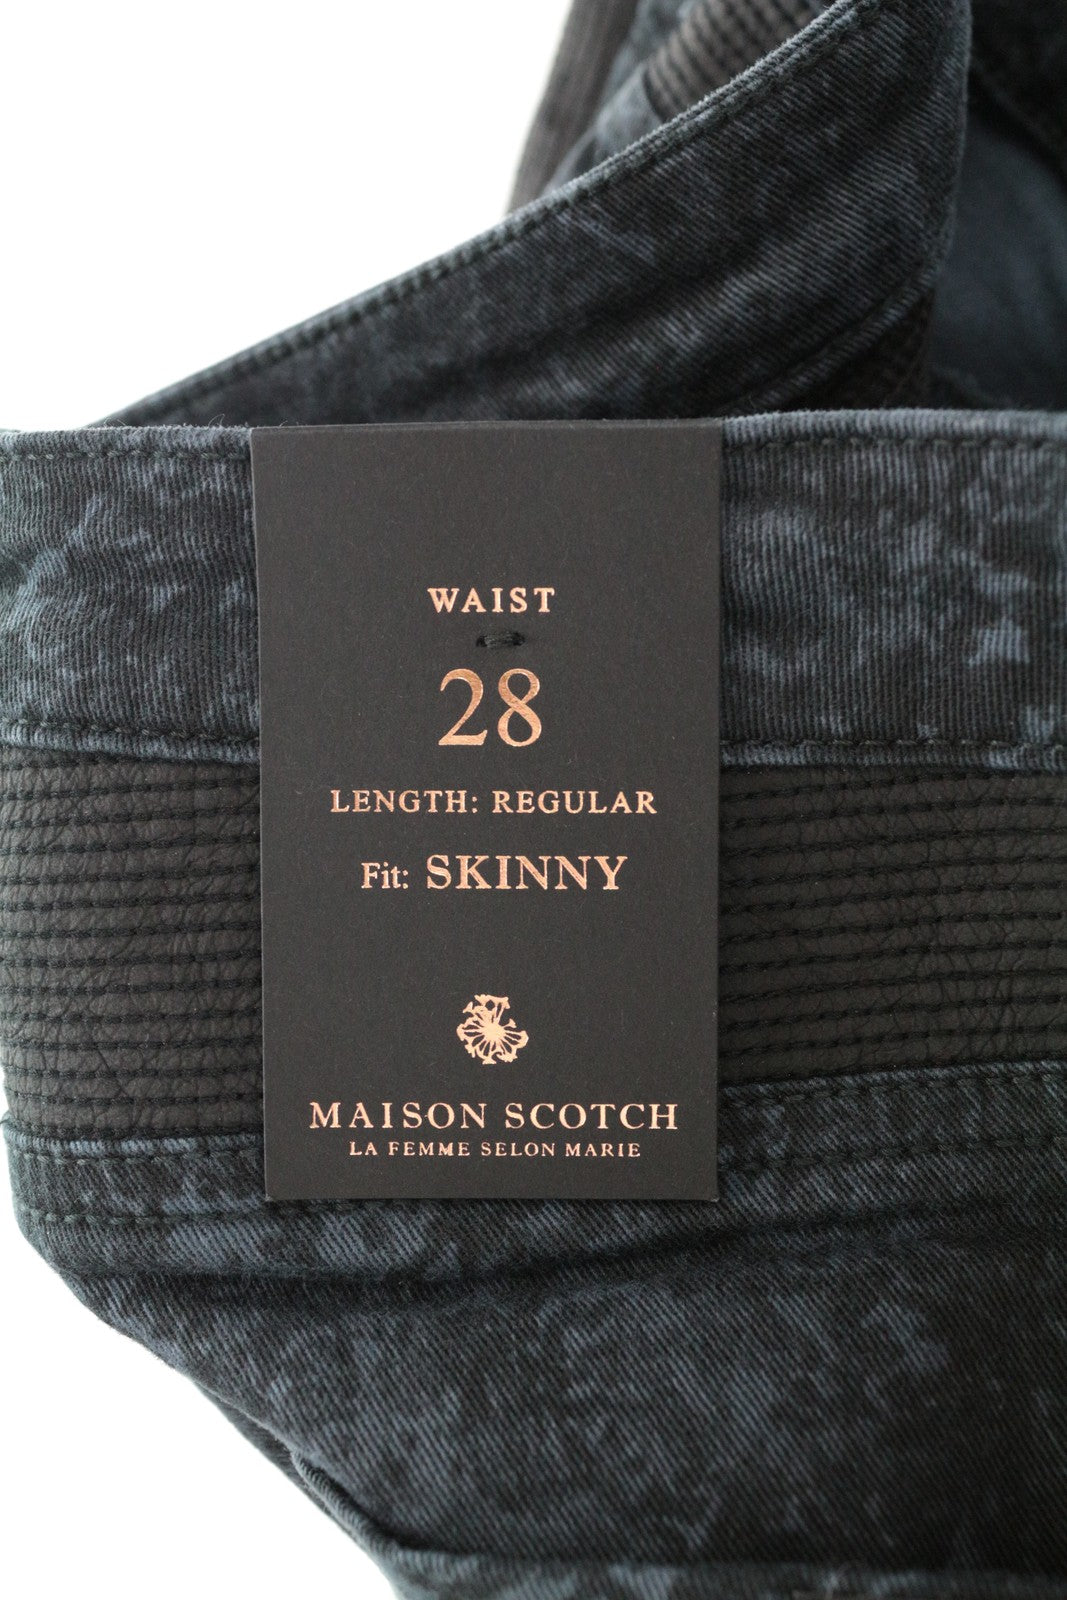 WAIST
28
LENGTH: REGULAR
Fit: SKINNY
MAISON SCOTCH
LA FEMME SELON MARIE